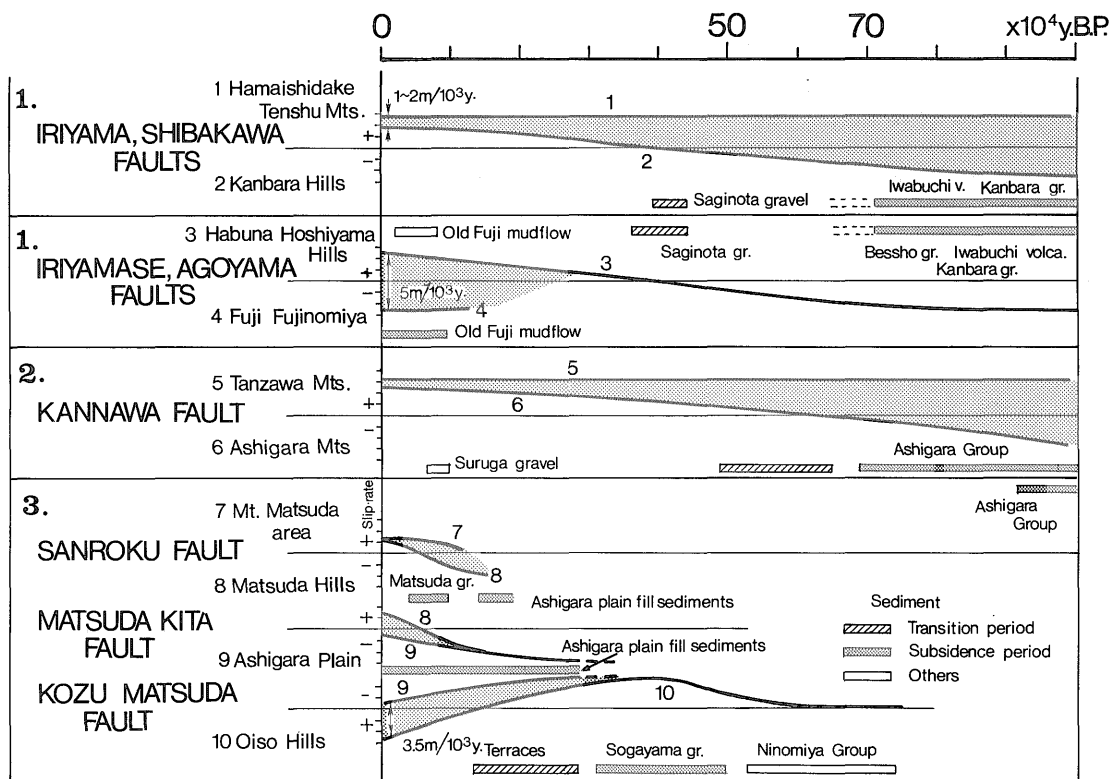 0 50 70 x10⁴y.B.P.
1.
1 Hamaishidake
Tenshu Mts.
1~2m/10³y.
1
IRIYAMA, SHIBAKAWA
FAULTS
+
−
2
2 Kanbara Hills
Saginota gravel
Iwabuchi v. Kanbara gr.
1.
3 Habuna Hoshiyama
Hills
Old Fuji mudflow
Saginota gr.
Bessho gr. Iwabuchi volca.
Kanbara gr.
IRIYAMASE, AGOYAMA
FAULTS
+
−
3
5m/10³y.
4
4 Fuji Fujinomiya
Old Fuji mudflow
2.
5 Tanzawa Mts.
5
KANNAWA FAULT
+
−
6
6 Ashigara Mts
Suruga gravel
Ashigara Group
3.
7 Mt. Matsuda
area
Slip-rate
Ashigara
Group
SANROKU FAULT
+
−
7
8
8 Matsuda Hills
Matsuda gr.
Ashigara plain fill sediments
MATSUDA KITA
FAULT
+
−
8
9
9 Ashigara Plain
Ashigara plain fill sediments
KOZU MATSUDA
FAULT
−
+
9
10
10 Oiso Hills
3.5m/10³y.
Terraces
Sogayama gr.
Ninomiya Group
Sediment
Transition period
Subsidence period
Others